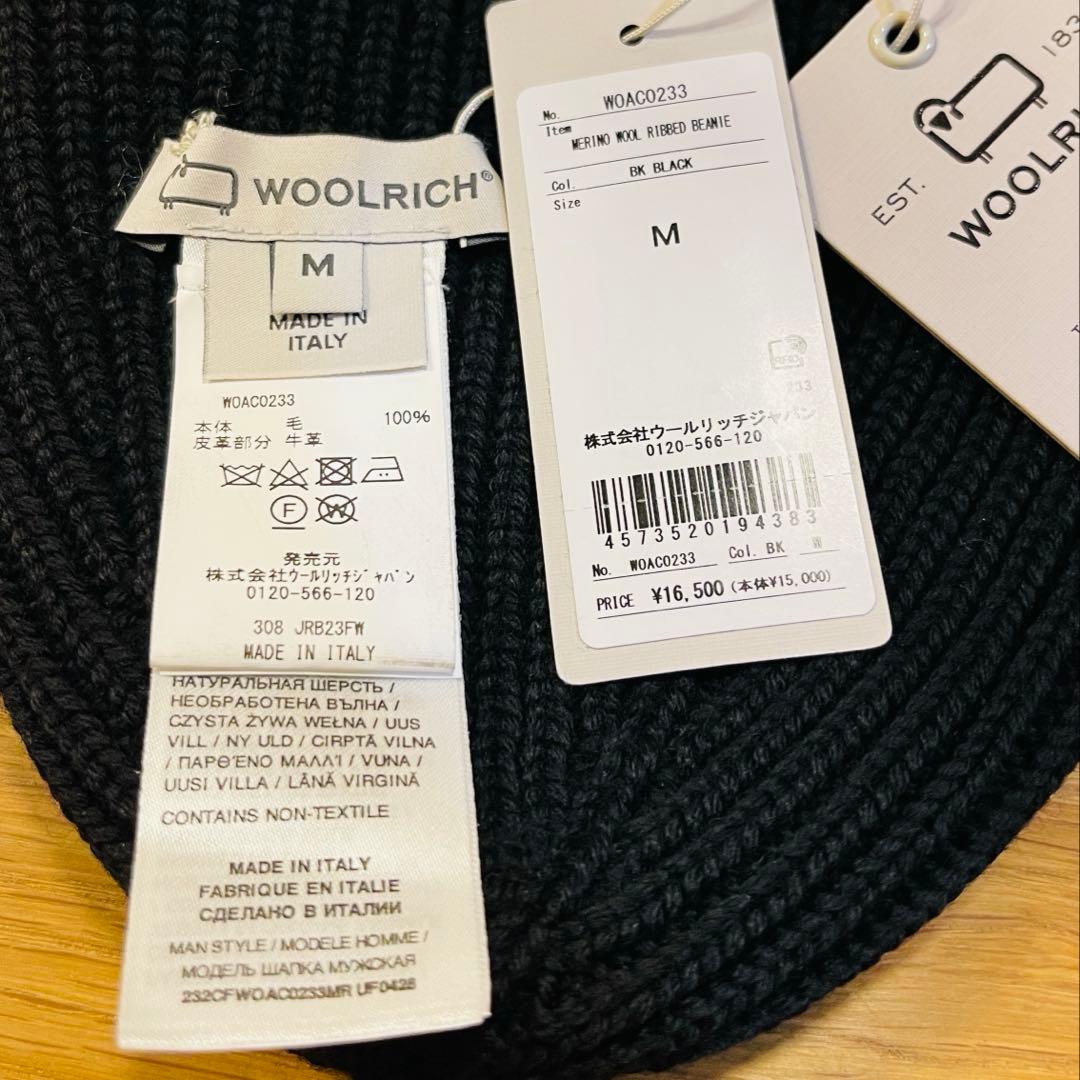 WOOLRICH®
M
MADE IN
ITALY
WOAC0233
本体 毛 100%
皮革部分 牛革
F
W
発売元
株式会社ウールリッチジャパン
0120-566-120
308 JRB23FW
MADE IN ITALY
НАТУРАЛЬНАЯ ШЕРСТЬ /
НЕОБРАБОТЕНА ВЪЛНА /
CZYSTA ŻYWA WEŁNA / UUS
VILL / NY ULD / CIRPTĀ VILNA
/ ΠΑΡΘΈΝΟ ΜΑΛΛΊ / VUNA /
UUSI VILLA / LÂNĂ VIRGINĂ
CONTAINS NON-TEXTILE
MADE IN ITALY
FABRIQUE EN ITALIE
СДЕЛАНО В ИТАЛИИ
MAN STYLE / MODELE HOMME /
МОДЕЛЬ ШАПКА МУЖСКАЯ
232CFWOAC0233MR UF0426
No. WOAC0233
Item
MERINO WOOL RIBBED BEANIE
Col. BK BLACK
Size
M
RFID
233
株式会社ウールリッチジャパン
0120-566-120
4573520194383
No. WOAC0233 Col. BK W
PRICE ¥16,500 (本体¥15,000)
EST. 183
WOOLRI